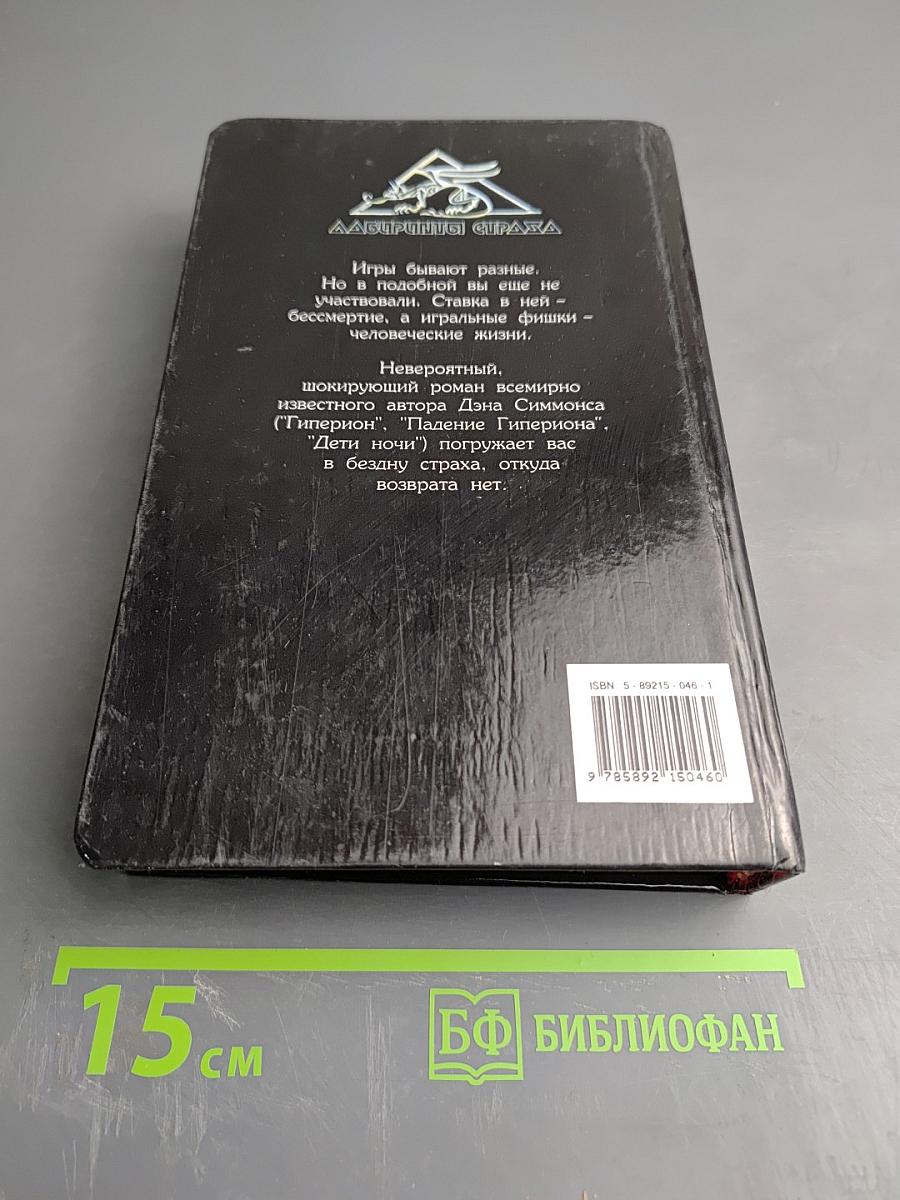 ЛАБИРИНТЫ СТРАХА
Игры бывают разные.
Но в подобной вы еще не
участвовали. Ставка в ней –
бессмертие, а игральные фишки –
человеческие жизни.
Невероятный,
шокирующий роман всемирно
известного автора Дэна Симмонса
("Гиперион", "Падение Гипериона",
"Дети ночи") погружает вас
в бездну страха, откуда
возврата нет.
ISBN 5 - 89215 - 046 - 1
9 785892 150460
15 см
БФ БИБЛИОФАН